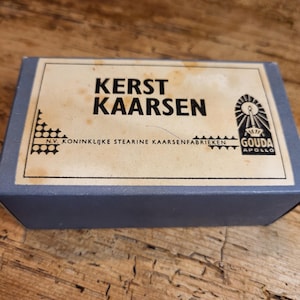 KERST
KAARSEN
N.V. KONINKLIJKE STEARINE KAARSENFABRIEKEN
GOUDA
APOLLO